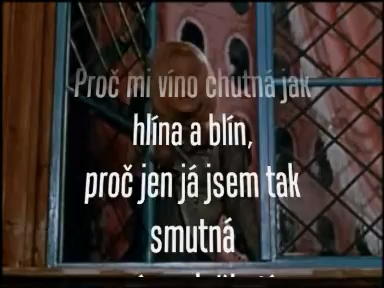 Proč mi víno chutná jak
hlína a blín,
proč jen já jsem tak
smutná